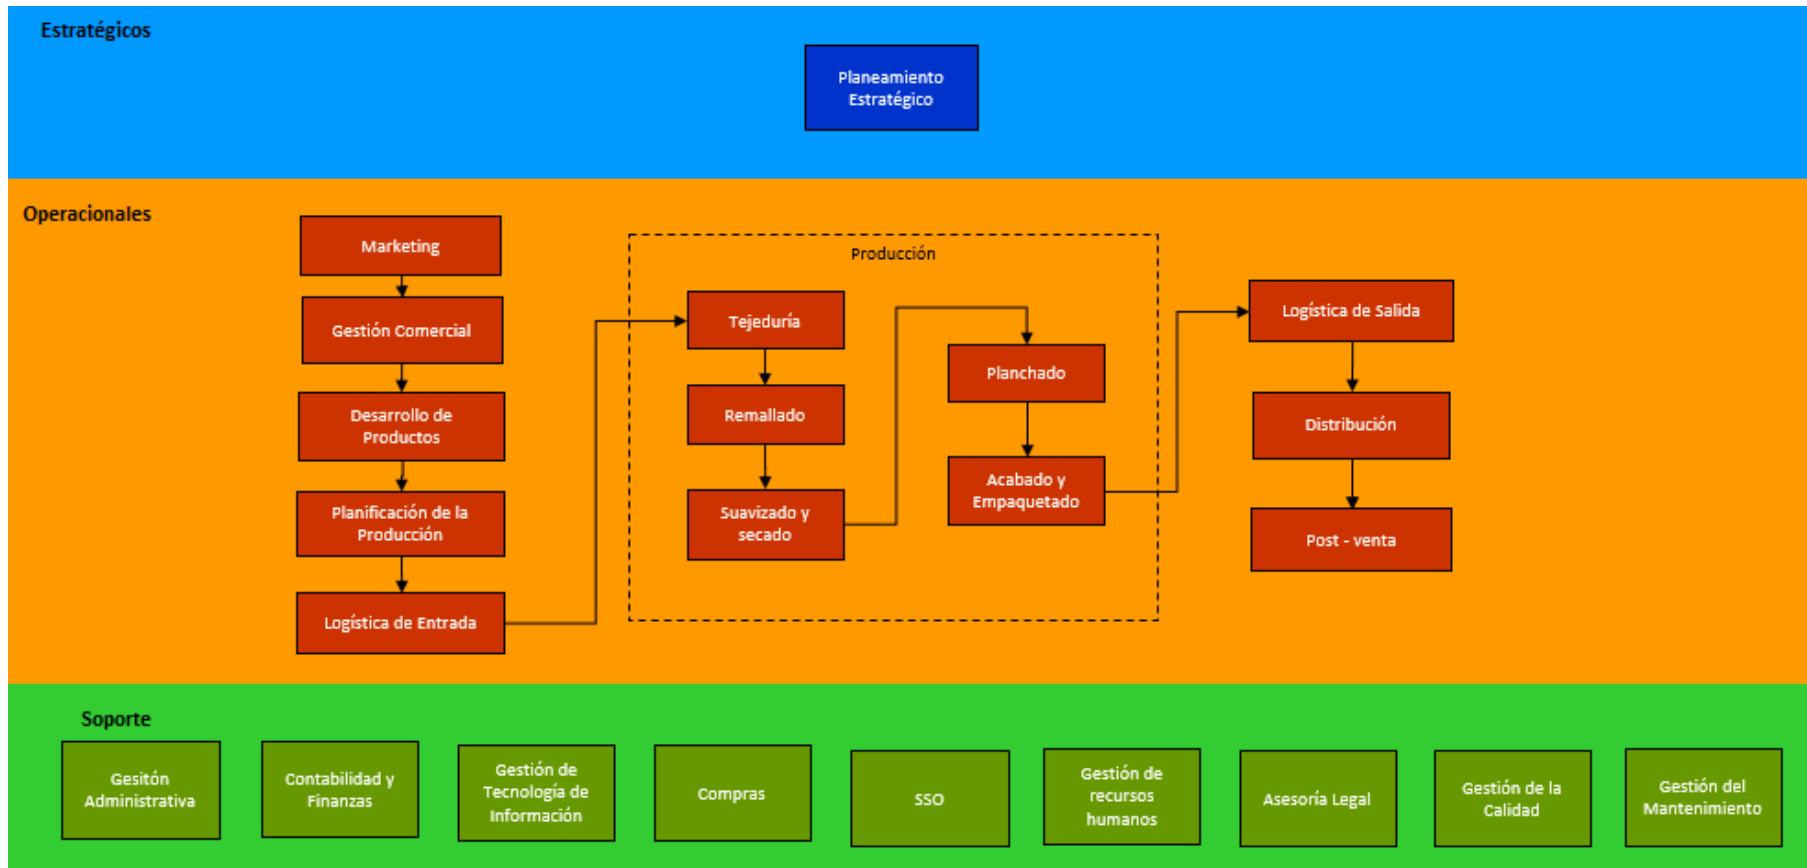 Estratégicos
Planeamiento
Estratégico
Operacionales
Marketing
Gestión Comercial
Desarrollo de
Productos
Planificación de la
Producción
Logística de Entrada
Producción
Tejeduría
Remallado
Suavizado y
secado
Planchado
Acabado y
Empaquetado
Logística de Salida
Distribución
Post - venta
Soporte
Gesitón
Administrativa
Contabilidad y
Finanzas
Gestión de
Tecnología de
Información
Compras
SSO
Gestión de
recursos
humanos
Asesoría Legal
Gestión de la
Calidad
Gestión del
Mantenimiento